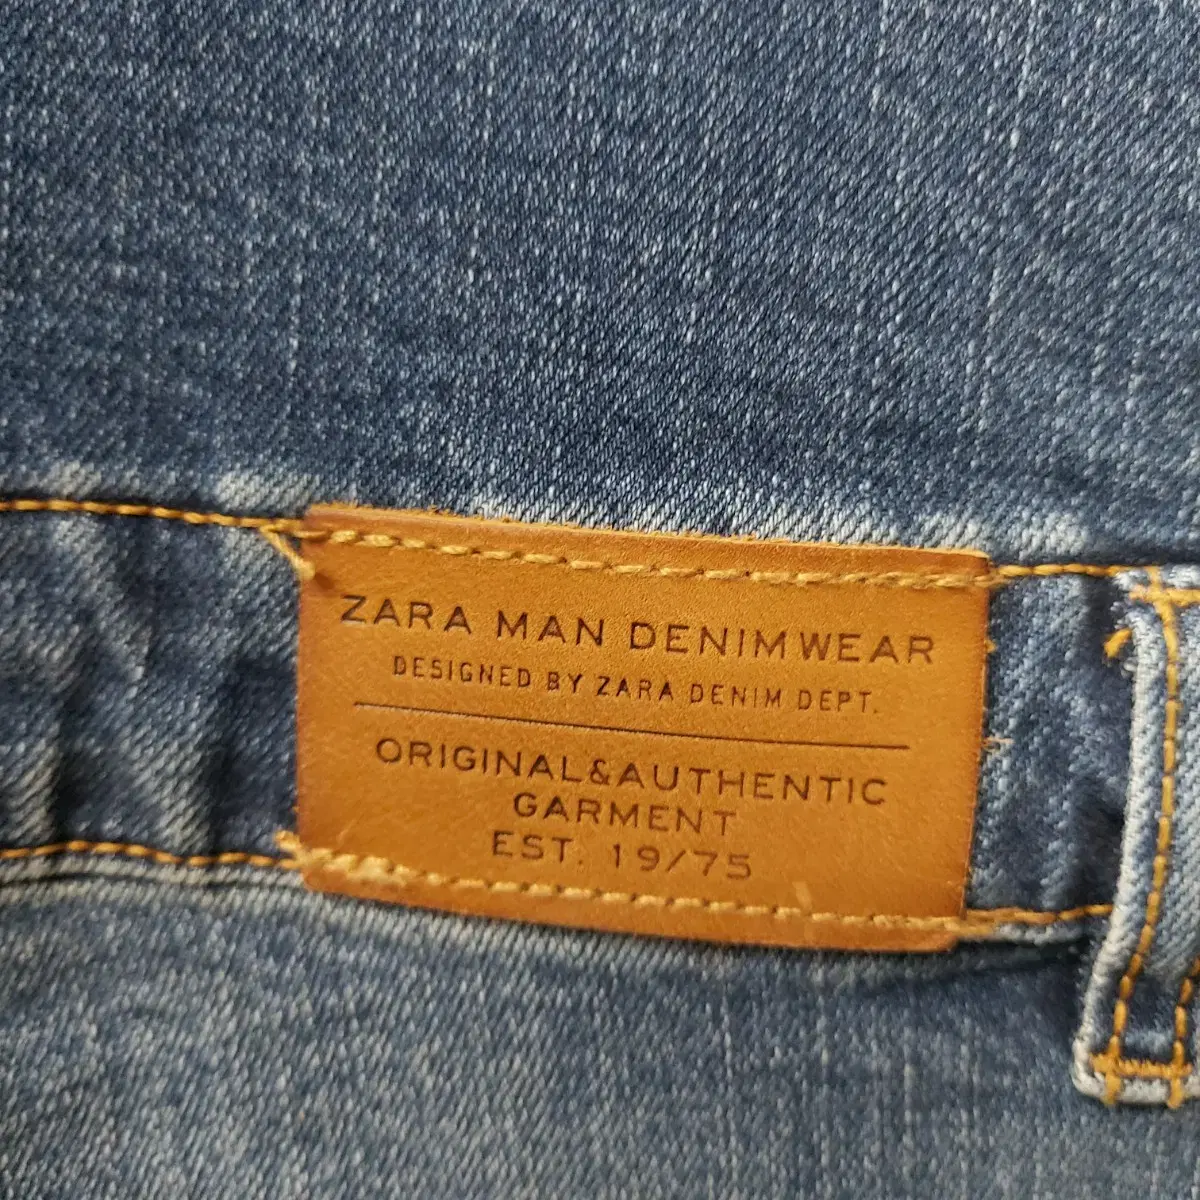 ZARA MAN DENIMWEAR
DESIGNED BY ZARA DENIM DEPT.
ORIGINAL&AUTHENTIC
GARMENT
EST. 19/75